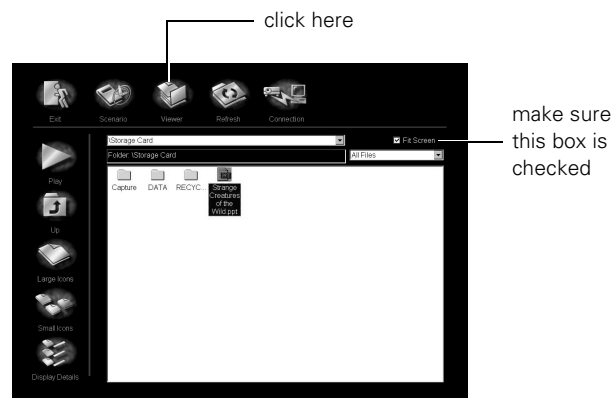 click here
Exit
Scenario
Viewer
Refresh
Connection
make sure
this box is
checked
\Storage Card
Fit Screen
Folder: \Storage Card
All Files
Play
Capture
DATA
RECYC...
Strange
Creatures
of the
Wild.ppt
Up
Large Icons
Small Icons
Display Details